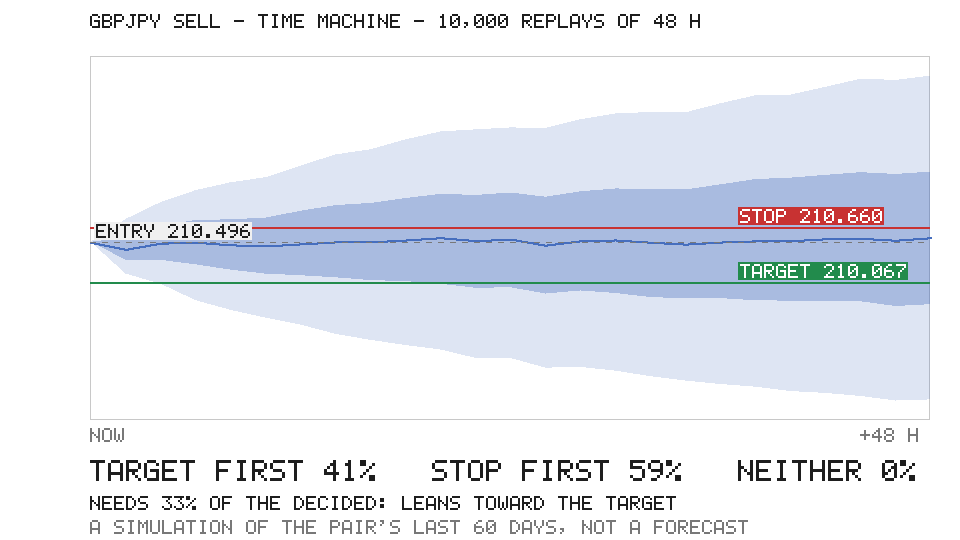 GBPJPY SELL - TIME MACHINE - 10,000 REPLAYS OF 48 H
STOP 210.660
ENTRY 210.496
TARGET 210.067
NOW +48 H
TARGET FIRST 41% STOP FIRST 59% NEITHER 0%
NEEDS 33% OF THE DECIDED: LEANS TOWARD THE TARGET
A SIMULATION OF THE PAIR'S LAST 60 DAYS, NOT A FORECAST